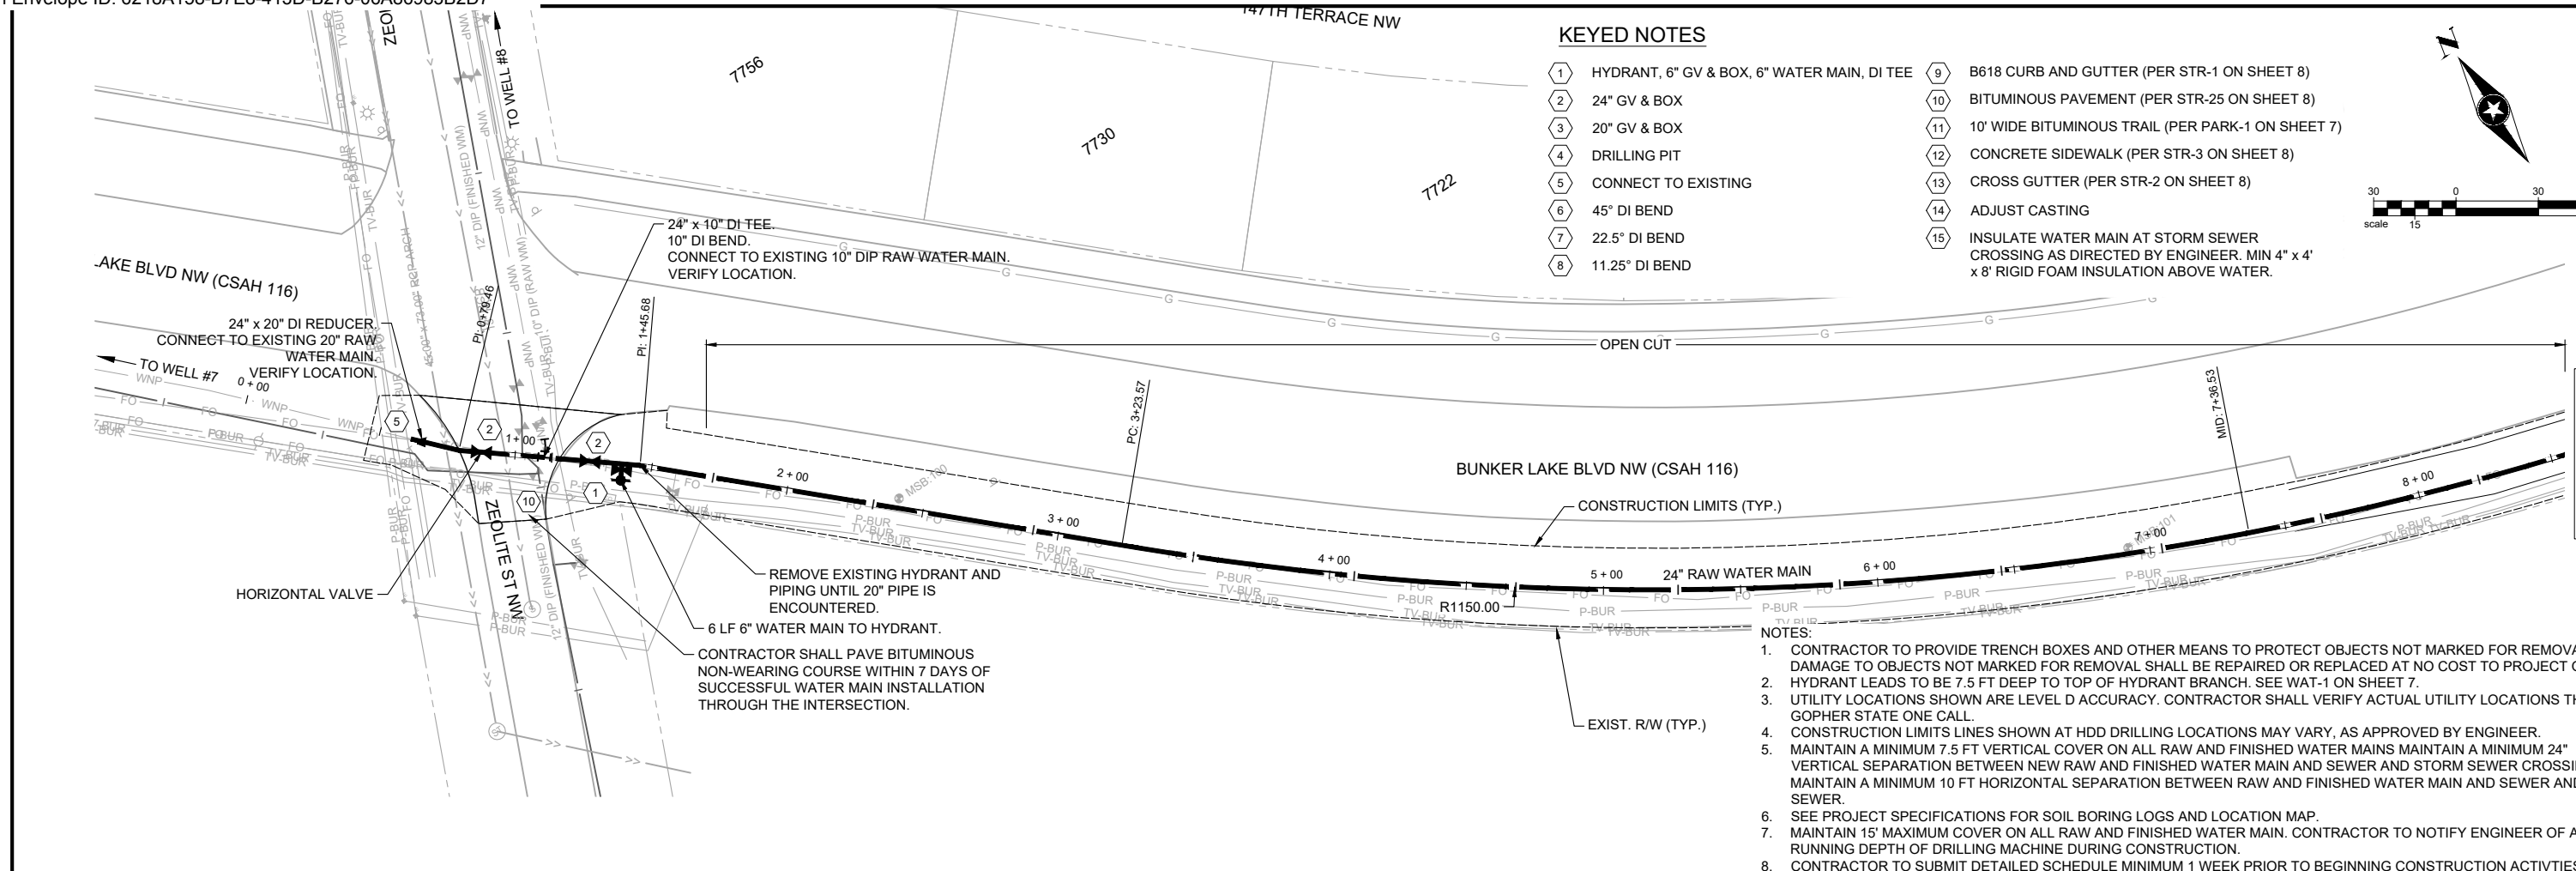 147TH TERRACE NW
KEYED NOTES
1 HYDRANT, 6" GV & BOX, 6" WATER MAIN, DI TEE
2 24" GV & BOX
3 20" GV & BOX
4 DRILLING PIT
5 CONNECT TO EXISTING
6 45° DI BEND
7 22.5° DI BEND
8 11.25° DI BEND
9 B618 CURB AND GUTTER (PER STR-1 ON SHEET 8)
10 BITUMINOUS PAVEMENT (PER STR-25 ON SHEET 8)
11 10' WIDE BITUMINOUS TRAIL (PER PARK-1 ON SHEET 7)
12 CONCRETE SIDEWALK (PER STR-3 ON SHEET 8)
13 CROSS GUTTER (PER STR-2 ON SHEET 8)
14 ADJUST CASTING
15 INSULATE WATER MAIN AT STORM SEWER
CROSSING AS DIRECTED BY ENGINEER. MIN 4" x 4'
x 8' RIGID FOAM INSULATION ABOVE WATER.
N
30 0 30
scale 15
7756
7730
7722
TO WELL #8
12" DIP (FINISHED WM)
10" DIP (RAW WM)
24" x 10" DI TEE.
10" DI BEND.
CONNECT TO EXISTING 10" DIP RAW WATER MAIN.
VERIFY LOCATION.
LAKE BLVD NW (CSAH 116)
24" x 20" DI REDUCER.
CONNECT TO EXISTING 20" RAW
WATER MAIN.
VERIFY LOCATION.
TO WELL #7
0 + 00
PI: 0+79.46
PI: 1+45.68
OPEN CUT
PC: 3+23.57
MID: 7+36.53
5
2
1 + 00
2
1
10
2 + 00
MSB-100
3 + 00
4 + 00
5 + 00
24" RAW WATER MAIN
6 + 00
7 + 00
8 + 00
BUNKER LAKE BLVD NW (CSAH 116)
CONSTRUCTION LIMITS (TYP.)
R1150.00
EXIST. R/W (TYP.)
HORIZONTAL VALVE
ZEOLITE ST NW
12" DIP (FINISHED WM)
REMOVE EXISTING HYDRANT AND
PIPING UNTIL 20" PIPE IS
ENCOUNTERED.
6 LF 6" WATER MAIN TO HYDRANT.
CONTRACTOR SHALL PAVE BITUMINOUS
NON-WEARING COURSE WITHIN 7 DAYS OF
SUCCESSFUL WATER MAIN INSTALLATION
THROUGH THE INTERSECTION.
NOTES:
1. CONTRACTOR TO PROVIDE TRENCH BOXES AND OTHER MEANS TO PROTECT OBJECTS NOT MARKED FOR
DAMAGE TO OBJECTS NOT MARKED FOR REMOVAL SHALL BE REPAIRED OR REPLACED AT NO COST TO PROJECT
2. HYDRANT LEADS TO BE 7.5 FT DEEP TO TOP OF HYDRANT BRANCH. SEE WAT-1 ON SHEET 7.
3. UTILITY LOCATIONS SHOWN ARE LEVEL D ACCURACY. CONTRACTOR SHALL VERIFY ACTUAL UTILITY LOCATIONS
GOPHER STATE ONE CALL.
4. CONSTRUCTION LIMITS LINES SHOWN AT HDD DRILLING LOCATIONS MAY VARY, AS APPROVED BY ENGINEER.
5. MAINTAIN A MINIMUM 7.5 FT VERTICAL COVER ON ALL RAW AND FINISHED WATER MAINS MAINTAIN A MINIMUM 24"
VERTICAL SEPARATION BETWEEN NEW RAW AND FINISHED WATER MAIN AND SEWER AND STORM SEWER
MAINTAIN A MINIMUM 10 FT HORIZONTAL SEPARATION BETWEEN RAW AND FINISHED WATER MAIN AND SEWER AND
SEWER.
6. SEE PROJECT SPECIFICATIONS FOR SOIL BORING LOGS AND LOCATION MAP.
7. MAINTAIN 15' MAXIMUM COVER ON ALL RAW AND FINISHED WATER MAIN. CONTRACTOR TO NOTIFY ENGINEER OF
RUNNING DEPTH OF DRILLING MACHINE DURING CONSTRUCTION.
8. CONTRACTOR TO SUBMIT DETAILED SCHEDULE MINIMUM 1 WEEK PRIOR TO BEGINNING CONSTRUCTION ACTIVTIES